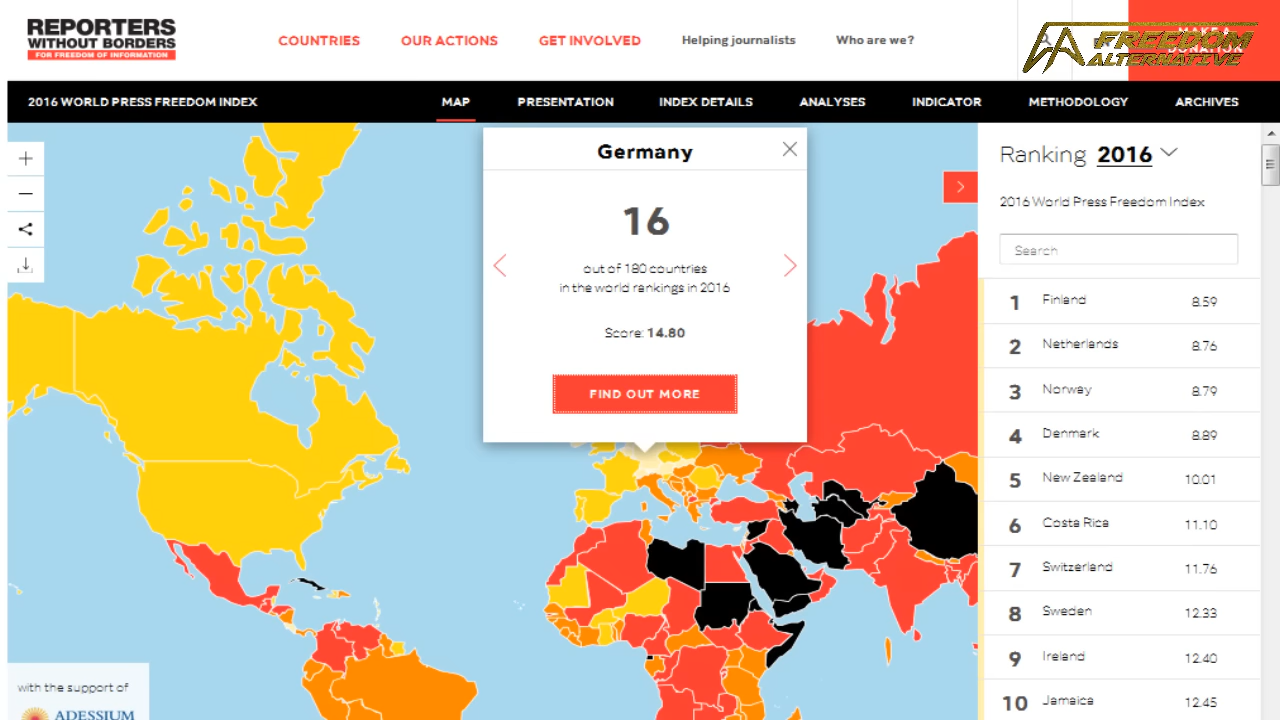 REPORTERS
WITHOUT BORDERS
FOR FREEDOM OF INFORMATION
COUNTRIES
OUR ACTIONS
GET INVOLVED
Helping journalists
Who are we?
FREEDOM
ALTERNATIVE
2016 WORLD PRESS FREEDOM INDEX
MAP
PRESENTATION
INDEX DETAILS
ANALYSES
INDICATOR
METHODOLOGY
ARCHIVES
Germany
16
out of 180 countries
in the world rankings in 2016
Score: 14.80
FIND OUT MORE
Ranking 2016
2016 World Press Freedom Index
Search
1 Finland 8.59
2 Netherlands 8.76
3 Norway 8.79
4 Denmark 8.89
5 New Zealand 10.01
6 Costa Rica 11.10
7 Switzerland 11.76
8 Sweden 12.33
9 Ireland 12.40
10 Jamaica 12.45
with the support of
ADESSIUM